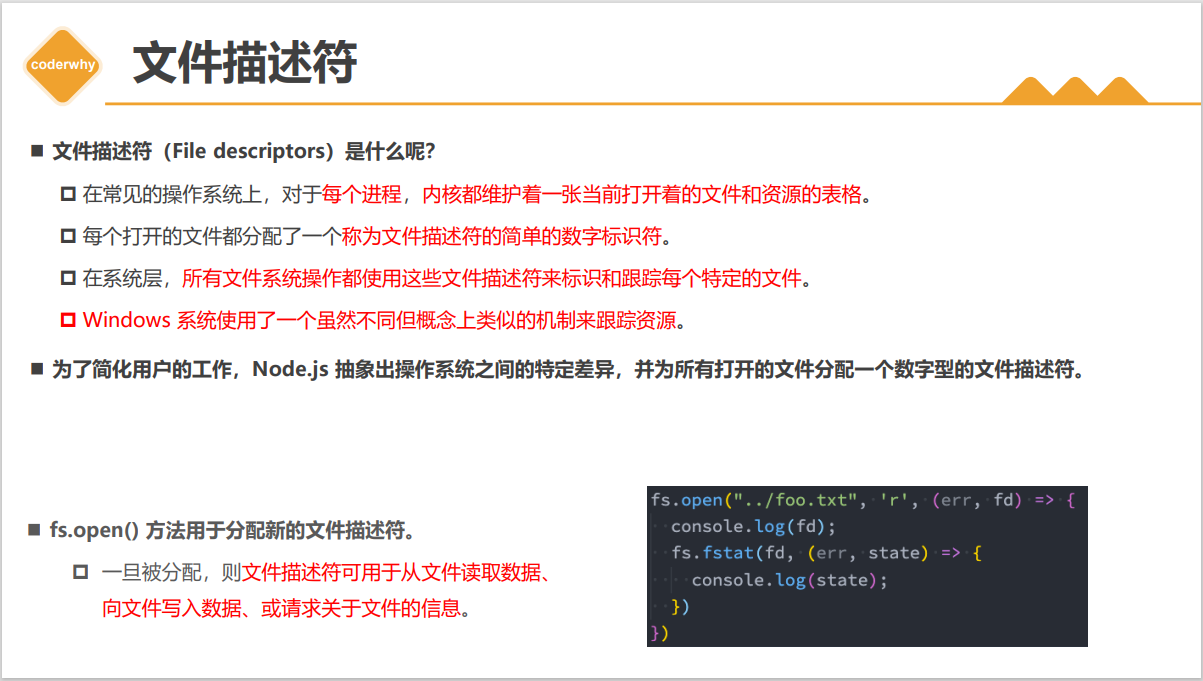 coderwhy
文件描述符
文件描述符（File descriptors）是什么呢？
在常见的操作系统上，对于每个进程，内核都维护着一张当前打开着的文件和资源的表格。
每个打开的文件都分配了一个称为文件描述符的简单的数字标识符。
在系统层，所有文件系统操作都使用这些文件描述符来标识和跟踪每个特定的文件。
Windows 系统使用了一个虽然不同但概念上类似的机制来跟踪资源。
为了简化用户的工作，Node.js 抽象出操作系统之间的特定差异，并为所有打开的文件分配一个数字型的文件描述符。
fs.open() 方法用于分配新的文件描述符。
一旦被分配，则文件描述符可用于从文件读取数据、
向文件写入数据、或请求关于文件的信息。
fs.open("../foo.txt", 'r', (err, fd) => {
  console.log(fd);
  fs.fstat(fd, (err, state) => {
    console.log(state);
  })
})